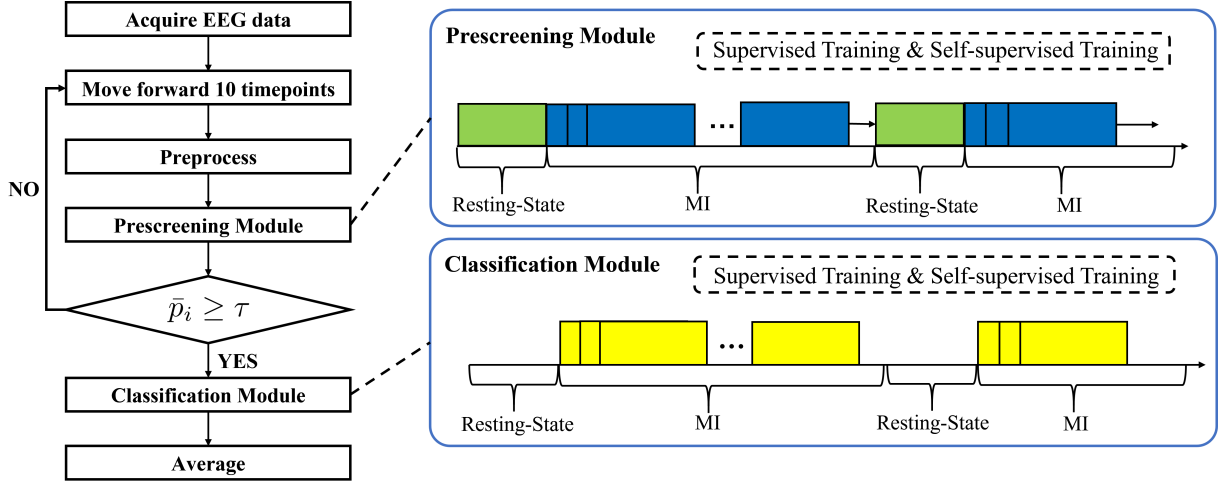 Acquire EEG data
Move forward 10 timepoints
Preprocess
NO
Prescreening Module
p̄ᵢ ≥ τ
YES
Classification Module
Average
Prescreening Module
Supervised Training & Self-supervised Training
...
Resting-State
MI
Resting-State
MI
Classification Module
Supervised Training & Self-supervised Training
...
Resting-State
MI
Resting-State
MI